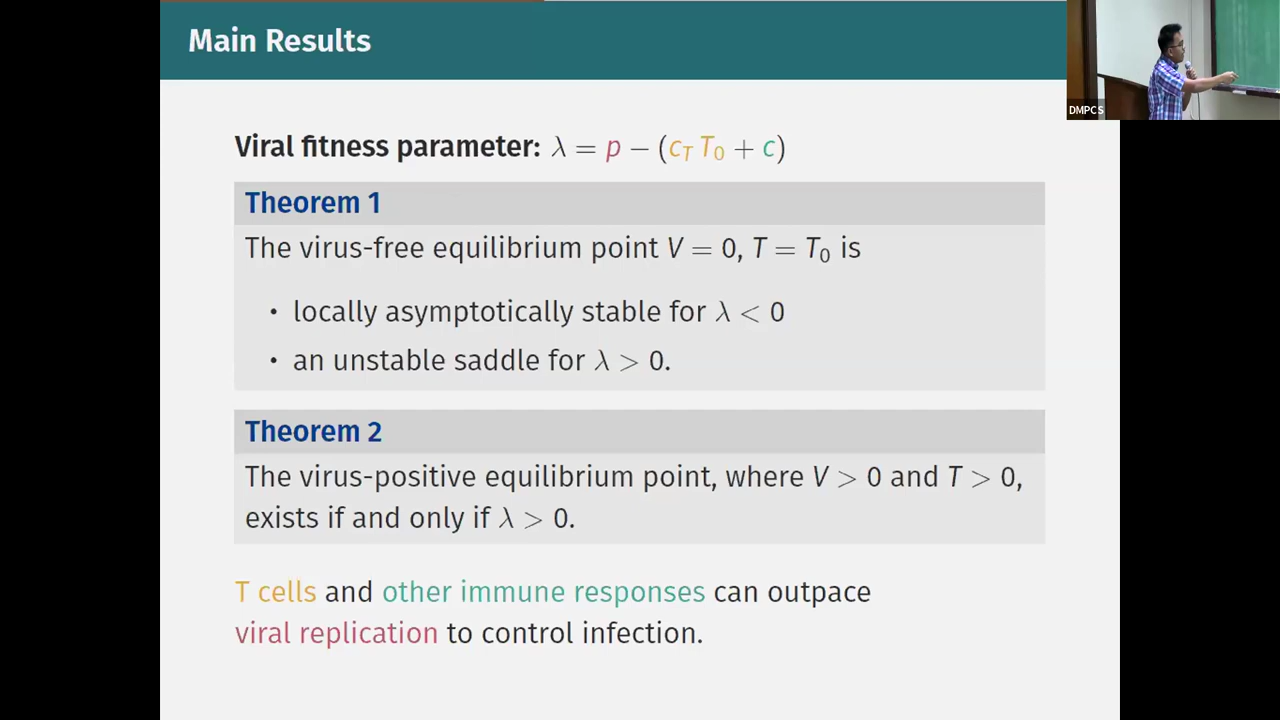 Main Results
DMPCS
Viral fitness parameter: λ = p − (c_T T_0 + c)
Theorem 1
The virus-free equilibrium point V = 0, T = T_0 is
• locally asymptotically stable for λ < 0
• an unstable saddle for λ > 0.
Theorem 2
The virus-positive equilibrium point, where V > 0 and T > 0,
exists if and only if λ > 0.
T cells and other immune responses can outpace
viral replication to control infection.